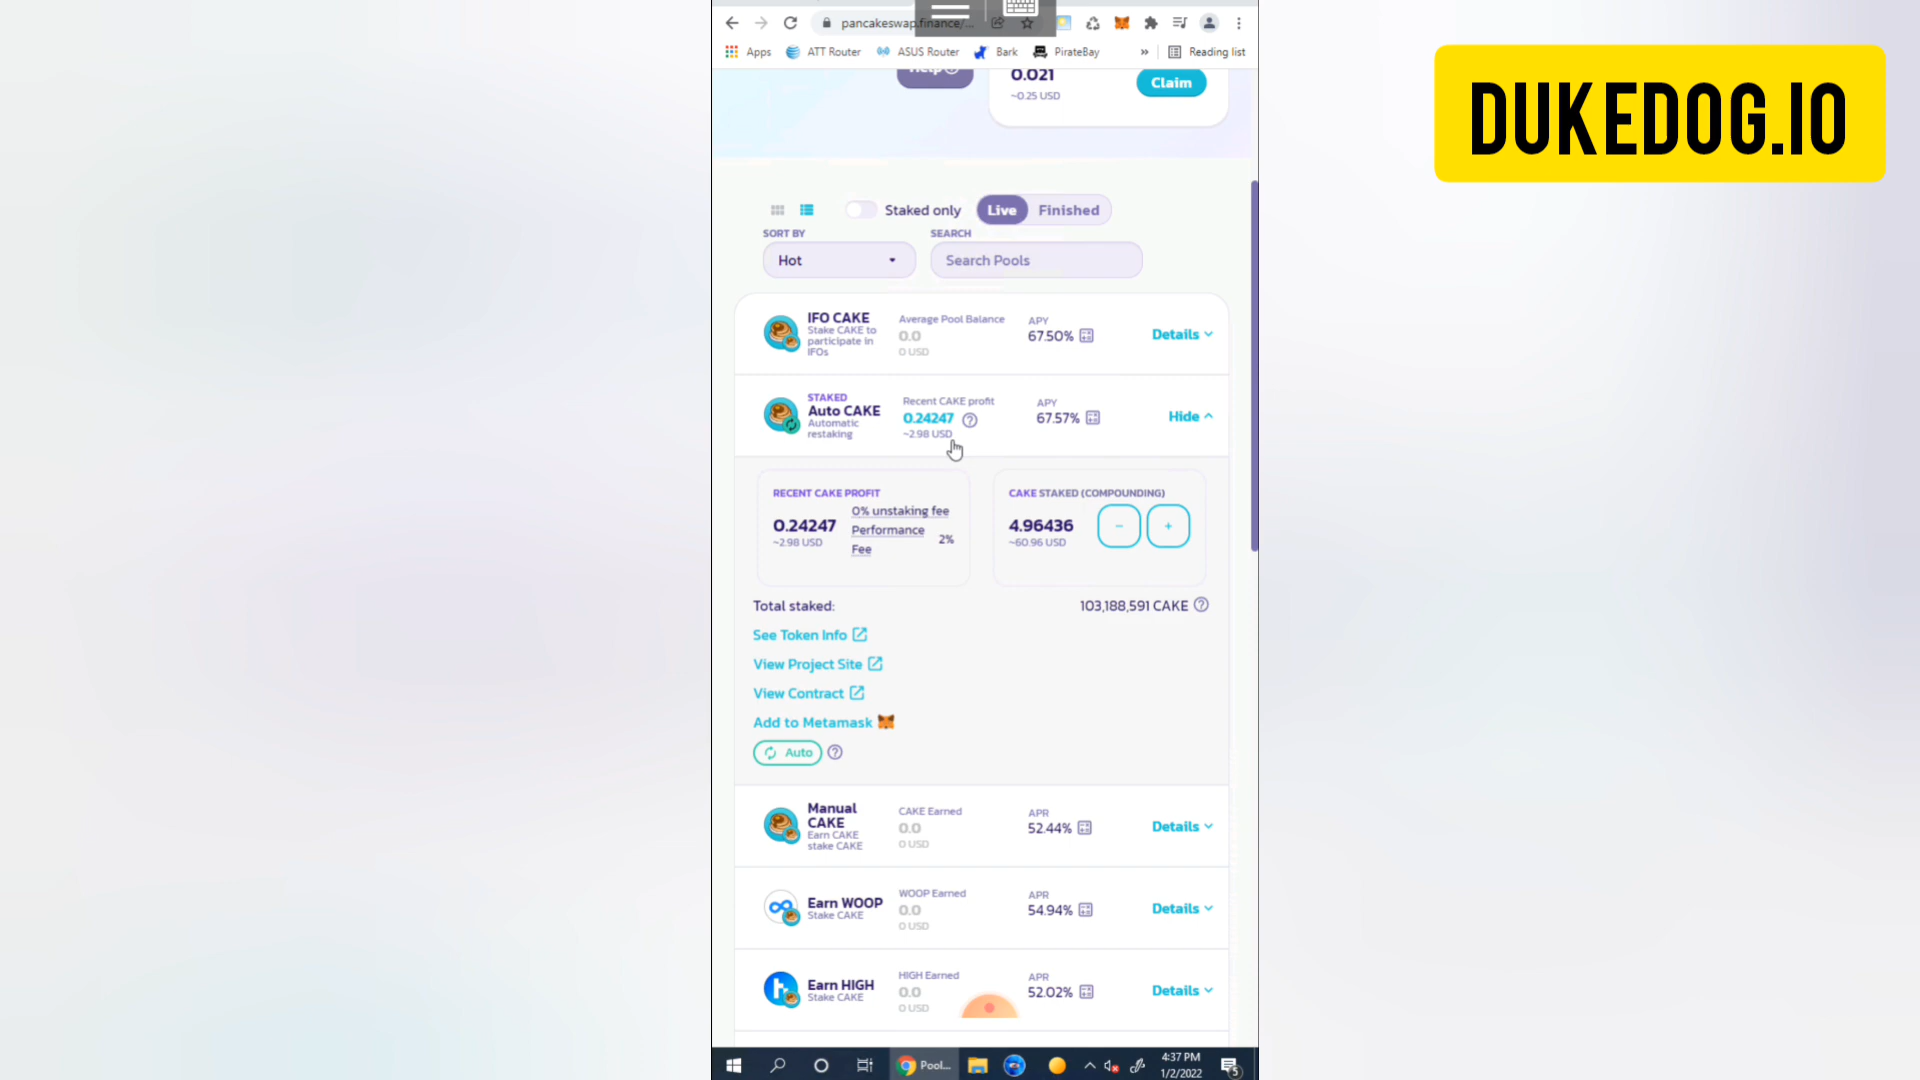 pancakeswap.finance/...
Apps ATT Router ASUS Router Bark PirateBay » Reading list
Help
0.021
~0.25 USD
Claim
DUKEDOG.IO
Staked only Live Finished
SORT BY SEARCH
Hot Search Pools
IFO CAKE
Stake CAKE to
participate in
IFOs
Average Pool Balance
0.0
0 USD
APY
67.50%
Details
STAKED
Auto CAKE
Automatic
restaking
Recent CAKE profit
0.24247
~2.98 USD
APY
67.57%
Hide
RECENT CAKE PROFIT
0.24247
~2.98 USD
0% unstaking fee
Performance
Fee
2%
CAKE STAKED (COMPOUNDING)
4.96436
~60.96 USD
- +
Total staked: 103,188,591 CAKE
See Token Info
View Project Site
View Contract
Add to Metamask
Auto
Manual
CAKE
Earn CAKE
stake CAKE
CAKE Earned
0.0
0 USD
APR
52.44%
Details
Earn WOOP
Stake CAKE
WOOP Earned
0.0
0 USD
APR
54.94%
Details
Earn HIGH
Stake CAKE
HIGH Earned
0.0
0 USD
APR
52.02%
Details
Pool...
4:37 PM
1/2/2022
5